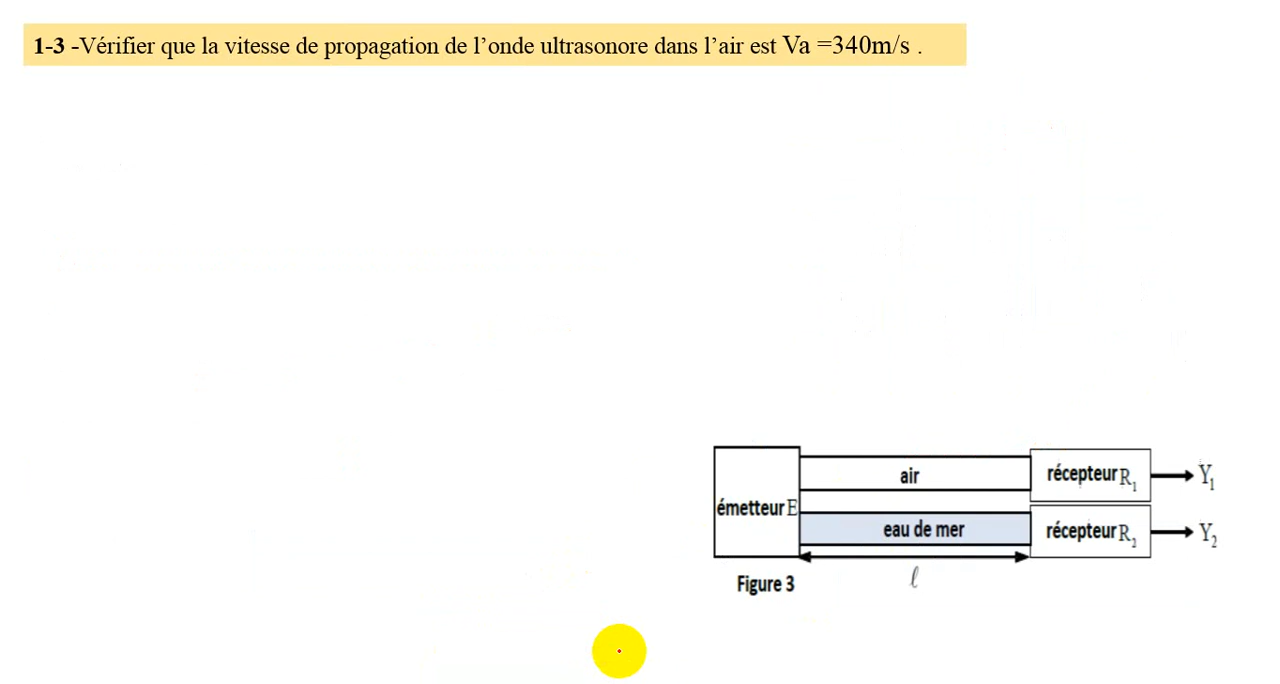 1-3 -Vérifier que la vitesse de propagation de l’onde ultrasonore dans l’air est Va =340m/s .
air
récepteur R₁
Y₁
émetteur E
eau de mer
récepteur R₂
Y₂
Figure 3
ℓ